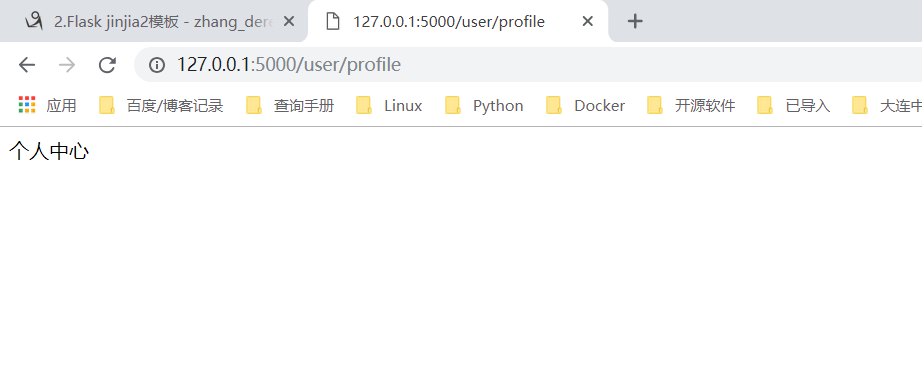 2.Flask jinjia2模板 - zhang_dere
127.0.0.1:5000/user/profile
127.0.0.1:5000/user/profile
应用 百度/博客记录 查询手册 Linux Python Docker 开源软件 已导入 大连中
个人中心